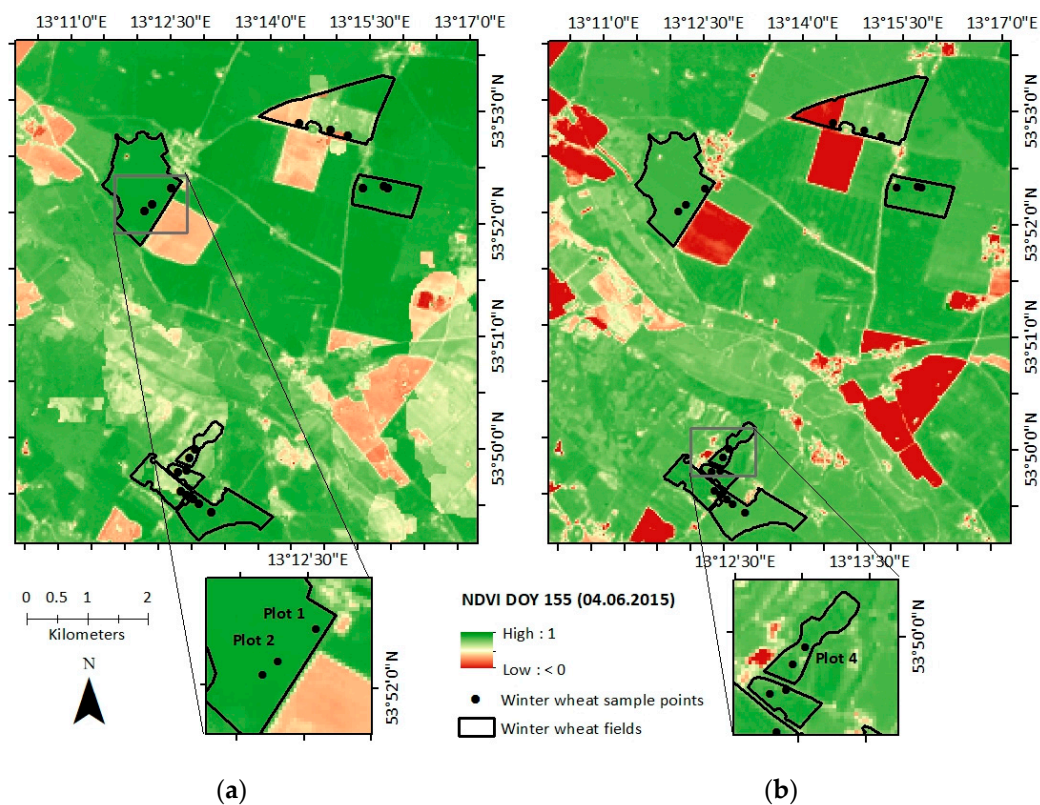 13°11'0"E 13°12'30"E 13°14'0"E 13°15'30"E 13°17'0"E
13°11'0"E 13°12'30"E 13°14'0"E 13°15'30"E 13°17'0"E
53°53'0"N
53°52'0"N
53°51'0"N
53°50'0"N
53°53'0"N
53°52'0"N
53°51'0"N
53°50'0"N
13°12'30"E
13°12'30"E 13°13'30"E
0 0.5 1 2
Kilometers
N
Plot 1
Plot 2
53°52'0"N
NDVI DOY 155 (04.06.2015)
High : 1
Low : < 0
Winter wheat sample points
Winter wheat fields
Plot 4
53°50'0"N
(a)
(b)